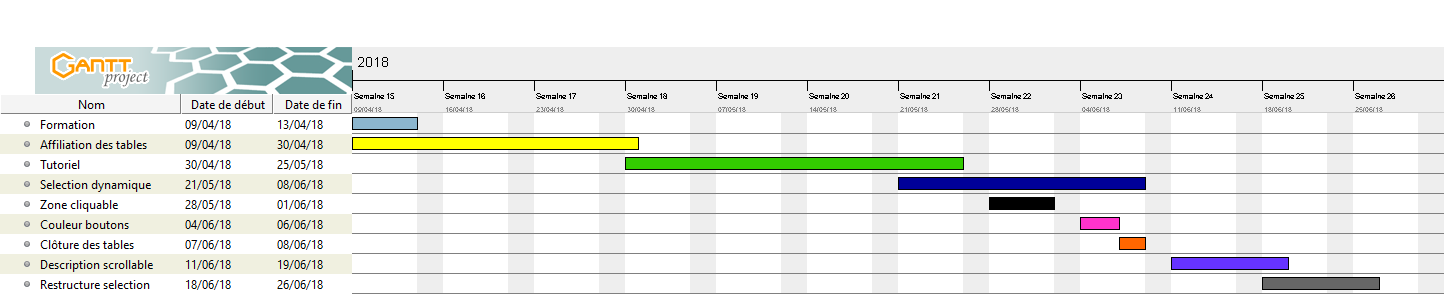 GANTT
project
2018
Semaine 15 Semaine 16 Semaine 17 Semaine 18 Semaine 19 Semaine 20 Semaine 21 Semaine 22 Semaine 23 Semaine 24 Semaine 25 Semaine 26
Nom Date de début Date de fin 09/04/18 16/04/18 23/04/18 30/04/18 07/05/18 14/05/18 21/05/18 28/05/18 04/06/18 11/06/18 18/06/18 25/06/18
Formation 09/04/18 13/04/18
Affiliation des tables 09/04/18 30/04/18
Tutoriel 30/04/18 25/05/18
Selection dynamique 21/05/18 08/06/18
Zone cliquable 28/05/18 01/06/18
Couleur boutons 04/06/18 06/06/18
Clôture des tables 07/06/18 08/06/18
Description scrollable 11/06/18 19/06/18
Restructure selection 18/06/18 26/06/18